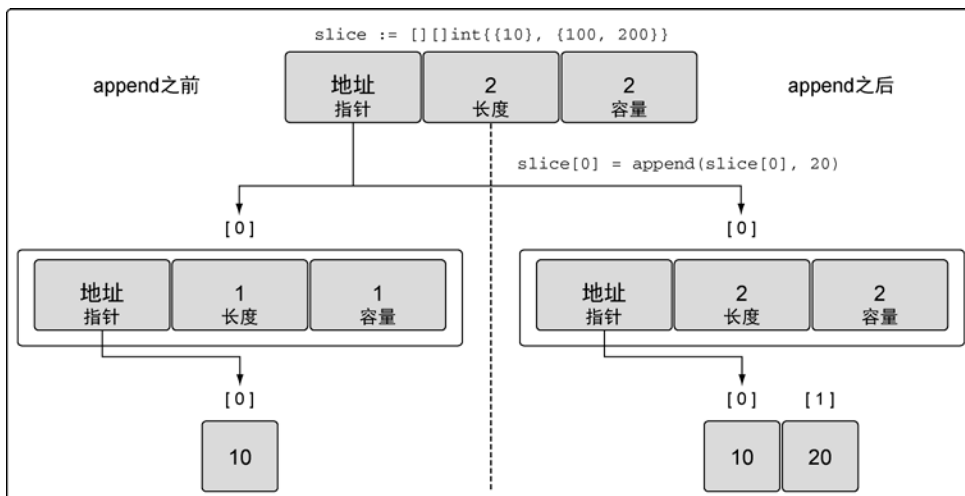 slice := [][]int{{10}, {100, 200}}
append之前
地址 2 2
指针 长度 容量
append之后
slice[0] = append(slice[0], 20)
[0] [0]
地址 1 1 地址 2 2
指针 长度 容量 指针 长度 容量
[0] [0] [1]
10 10 20